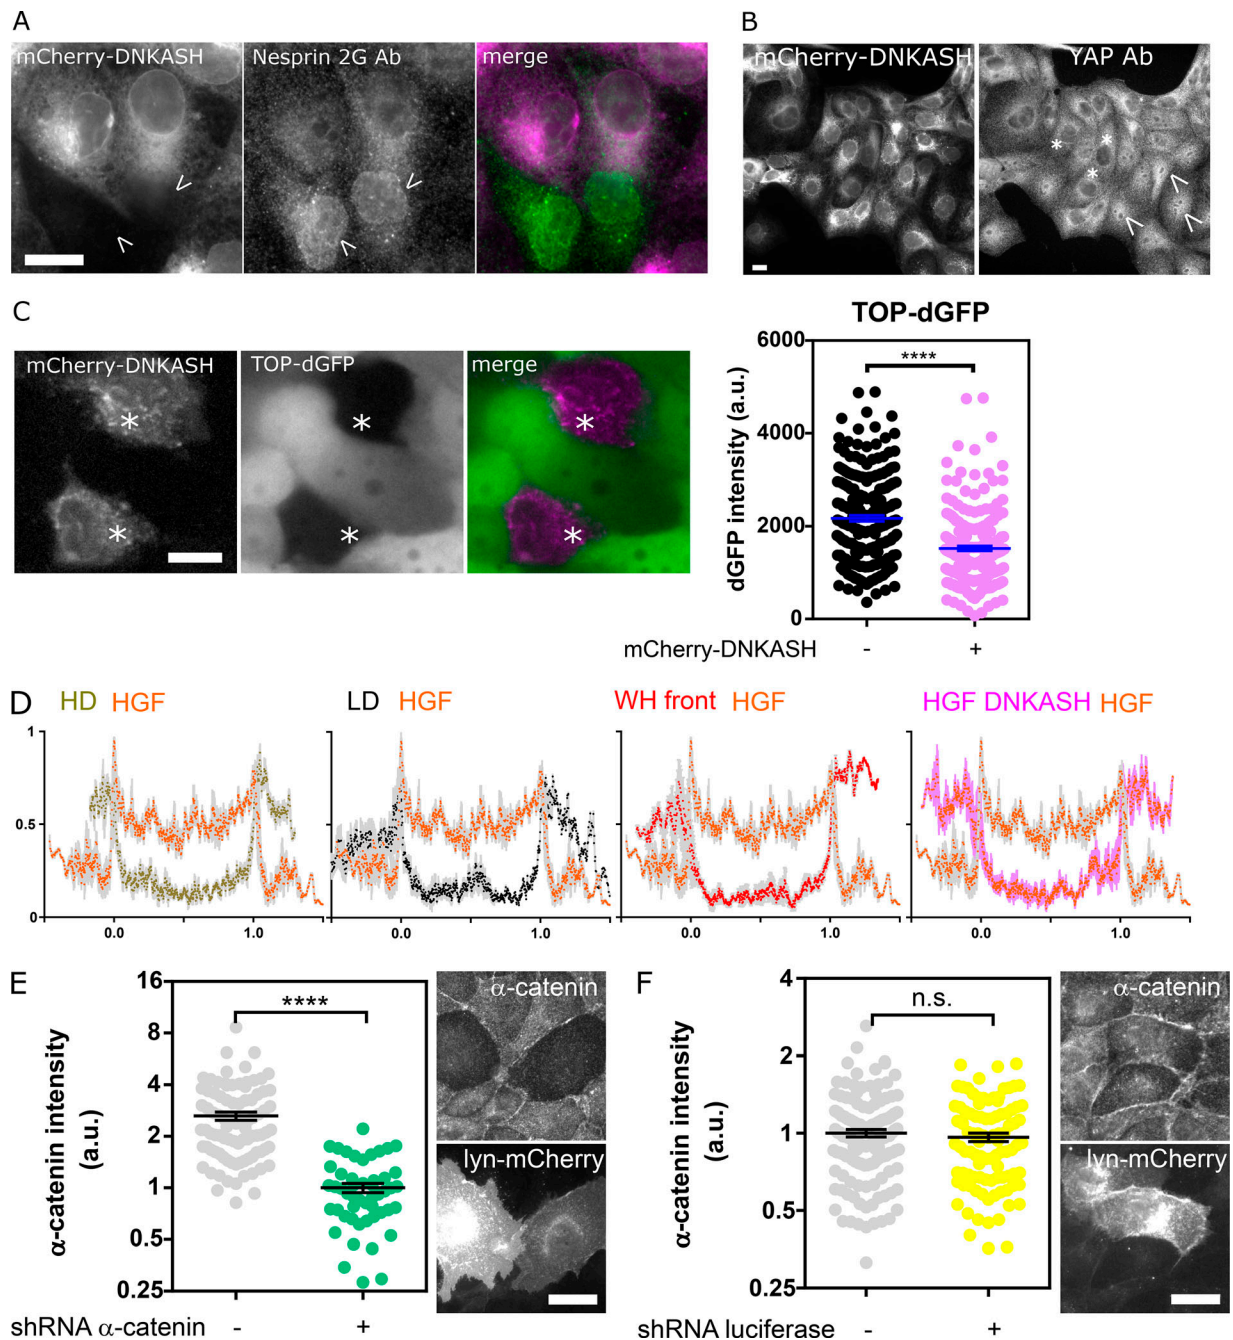 A
mCherry-DNKASH
Nesprin 2G Ab
merge
<
<
<
<
B
mCherry-DNKASH
YAP Ab
*
*
*
<
<
<
C
mCherry-DNKASH
TOP-dGFP
merge
*
*
*
*
*
*
TOP-dGFP
****
dGFP intensity (a.u.)
6000
4000
2000
0
mCherry-DNKASH - +
D
HD HGF
LD HGF
WH front HGF
HGF DNKASH HGF
1
0.5
0
0.0 1.0
0.0 1.0
0.0 1.0
0.0 1.0
E
α-catenin intensity
(a.u.)
16
8
4
2
1
0.5
0.25
****
shRNA α-catenin - +
α-catenin
lyn-mCherry
F
α-catenin intensity
(a.u.)
4
2
1
0.5
0.25
n.s.
shRNA luciferase - +
α-catenin
lyn-mCherry